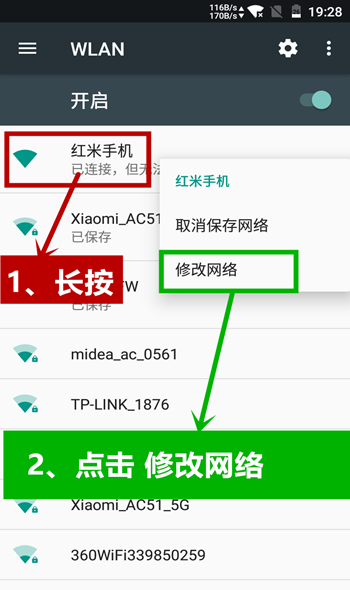 116B/s
170B/s
19:28
WLAN
开启
红米手机
已连接，但无
红米手机
取消保存网络
修改网络
Xiaomi_AC51
已保存
1、长按
W
已保存
midea_ac_0561
TP-LINK_1876
2、点击 修改网络
Xiaomi_AC51_5G
360WiFi339850259